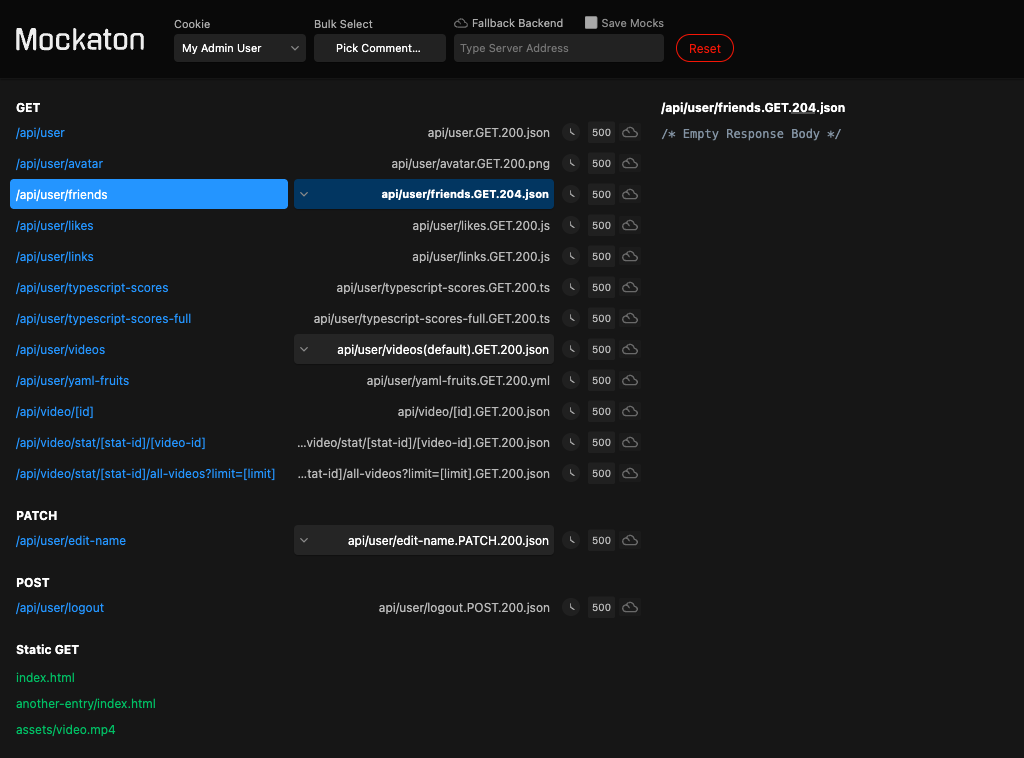 Mockaton
Cookie
My Admin User
Bulk Select
Pick Comment...
Fallback Backend
Save Mocks
Type Server Address
Reset
GET
/api/user api/user.GET.200.json 500
/api/user/avatar api/user/avatar.GET.200.png 500
/api/user/friends api/user/friends.GET.204.json 500
/api/user/likes api/user/likes.GET.200.js 500
/api/user/links api/user/links.GET.200.js 500
/api/user/typescript-scores api/user/typescript-scores.GET.200.ts 500
/api/user/typescript-scores-full api/user/typescript-scores-full.GET.200.ts 500
/api/user/videos api/user/videos(default).GET.200.json 500
/api/user/yaml-fruits api/user/yaml-fruits.GET.200.yml 500
/api/video/[id] api/video/[id].GET.200.json 500
/api/video/stat/[stat-id]/[video-id] ...video/stat/[stat-id]/[video-id].GET.200.json 500
/api/video/stat/[stat-id]/all-videos?limit=[limit] ...tat-id]/all-videos?limit=[limit].GET.200.json 500
PATCH
/api/user/edit-name api/user/edit-name.PATCH.200.json 500
POST
/api/user/logout api/user/logout.POST.200.json 500
Static GET
index.html
another-entry/index.html
assets/video.mp4
/api/user/friends.GET.204.json
/* Empty Response Body */